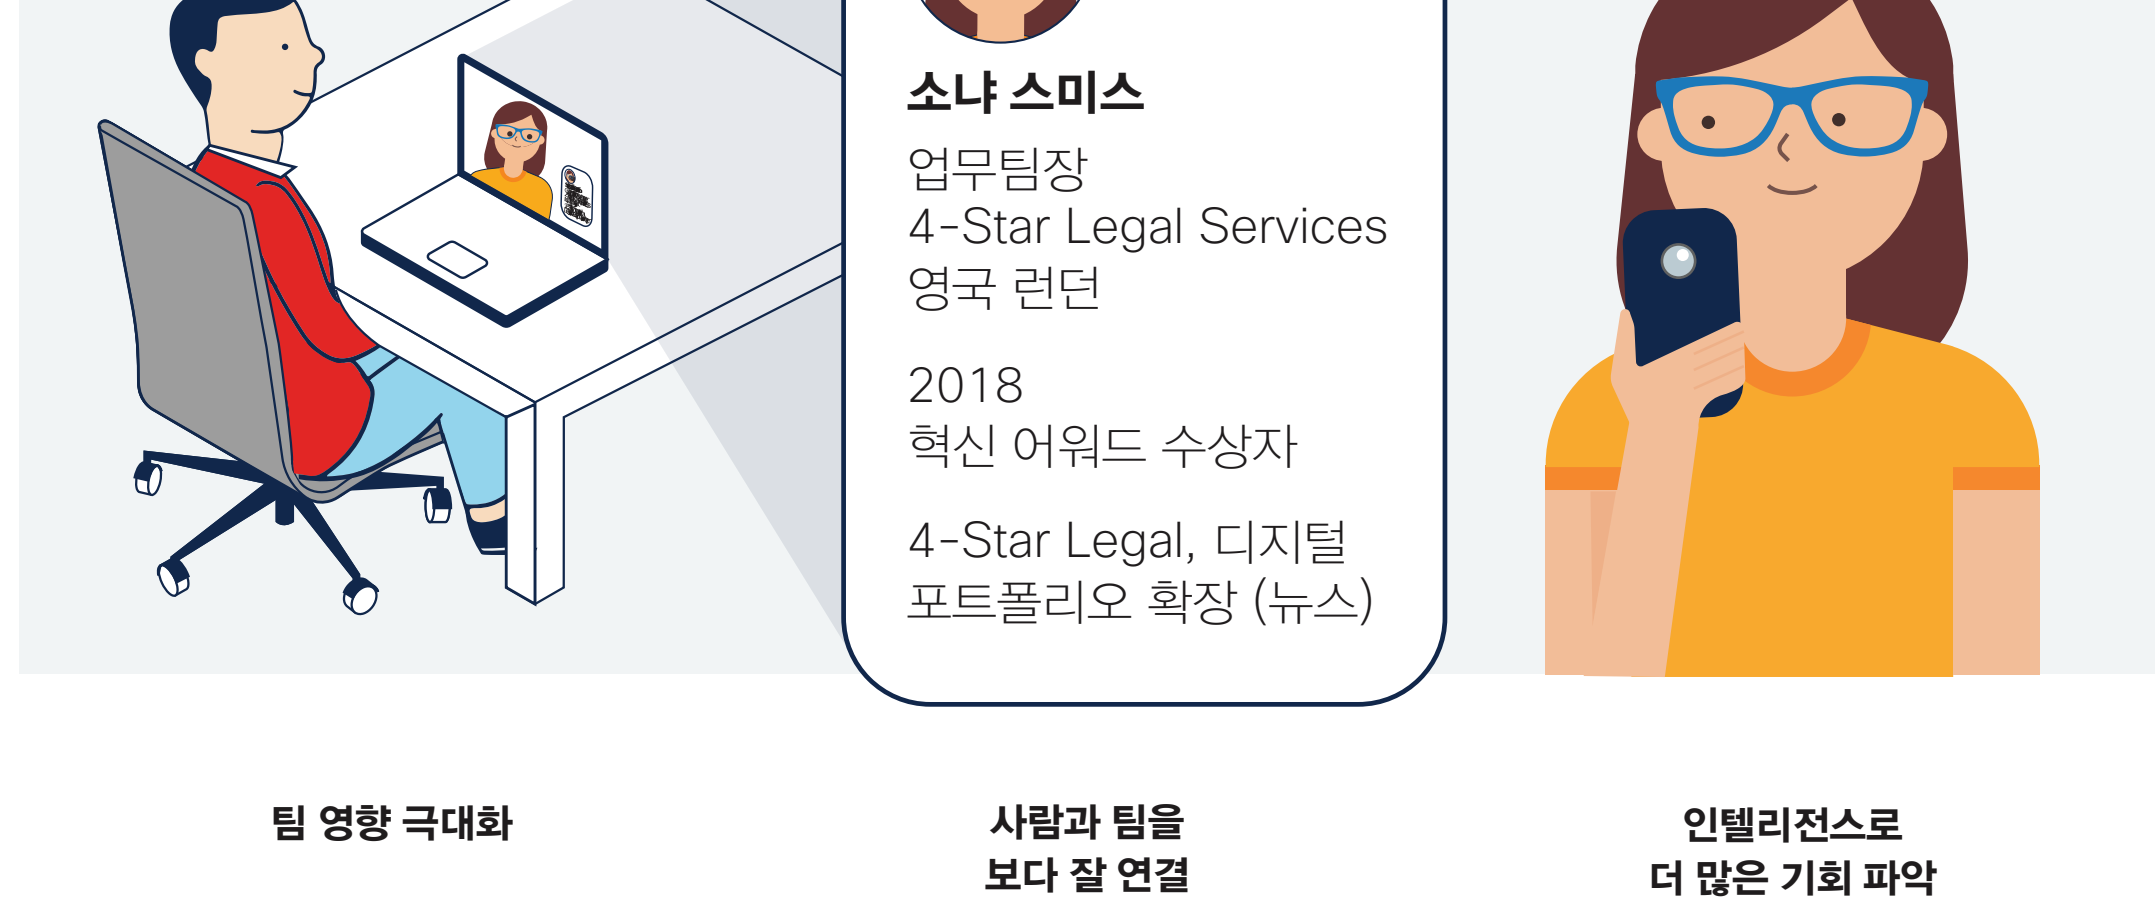 소냐 스미스
업무팀장
4-Star Legal Services
영국 런던
2018
혁신 어워드 수상자
4-Star Legal, 디지털
포트폴리오 확장 (뉴스)
팀 영향 극대화
사람과 팀을
보다 잘 연결
인텔리전스로
더 많은 기회 파악